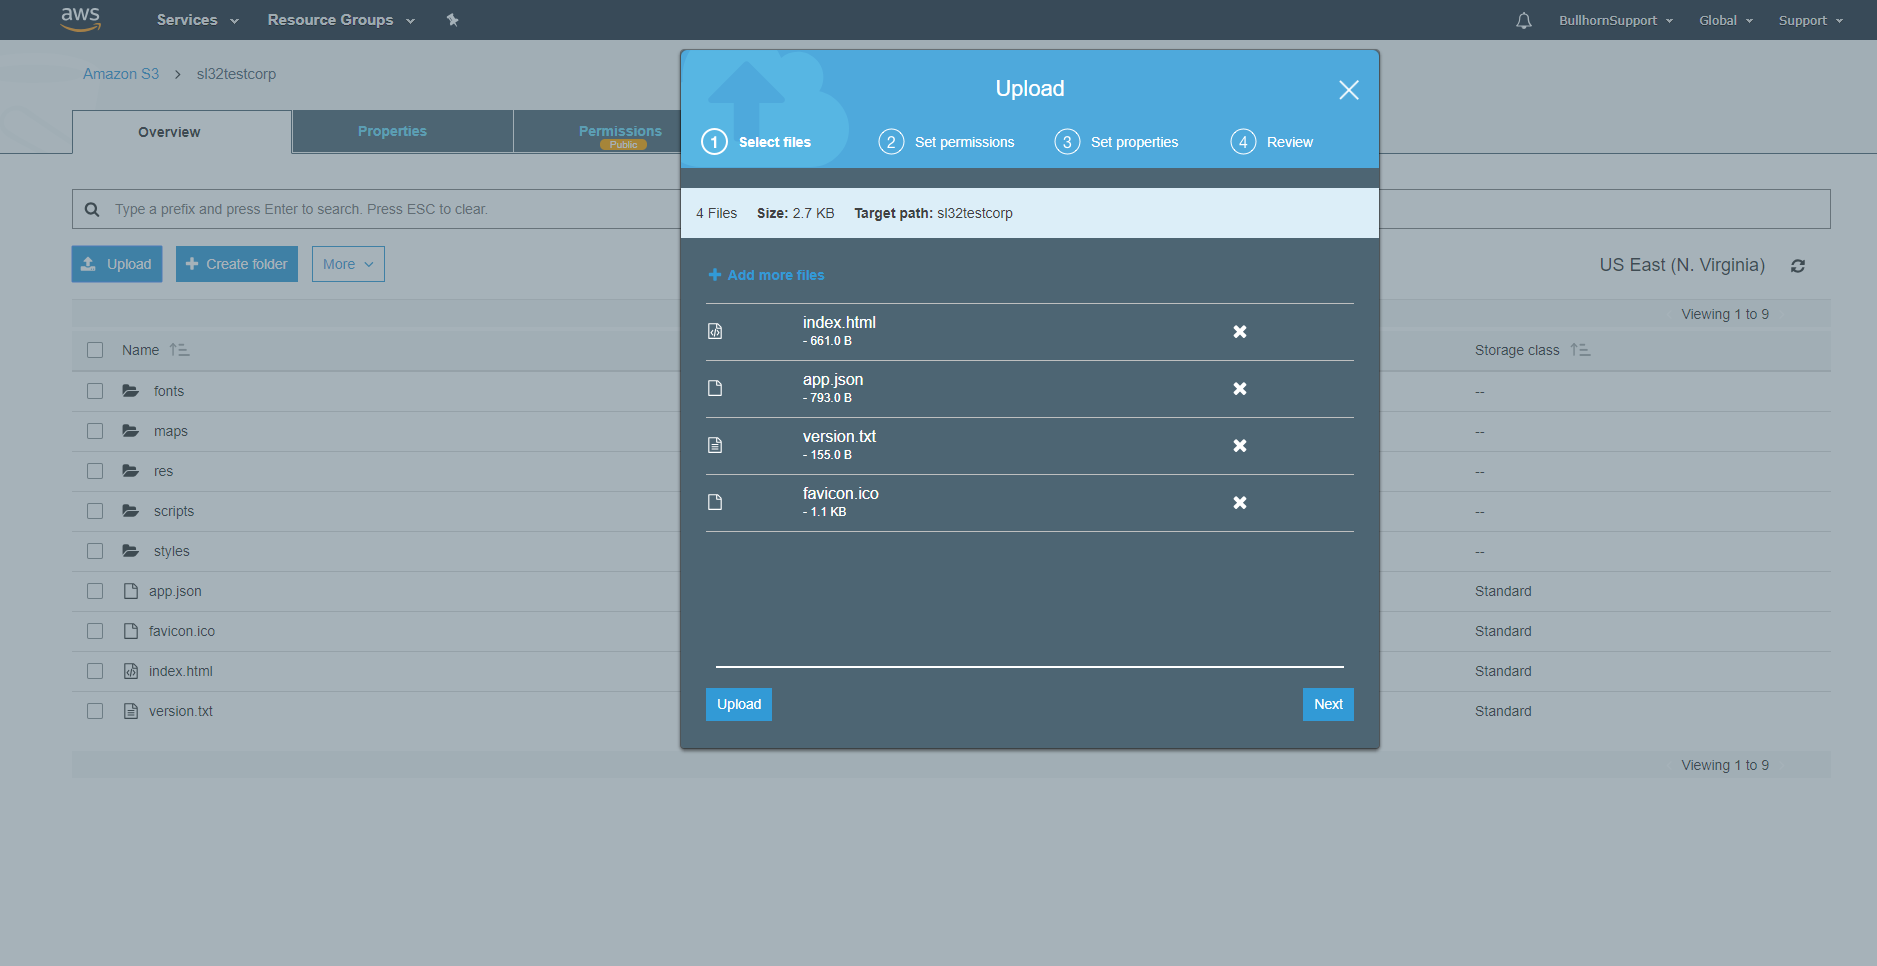 aws Services Resource Groups BullhornSupport Global Support
Amazon S3 > sl32testcorp
Overview Properties Permissions
Public
Type a prefix and press Enter to search. Press ESC to clear.
Upload Create folder More
US East (N. Virginia)
Viewing 1 to 9
Name Storage class
fonts --
maps --
res --
scripts --
styles --
app.json Standard
favicon.ico Standard
index.html Standard
version.txt Standard
Viewing 1 to 9
Upload
1 Select files 2 Set permissions 3 Set properties 4 Review
4 Files Size: 2.7 KB Target path: sl32testcorp
Add more files
index.html
- 661.0 B
app.json
- 793.0 B
version.txt
- 155.0 B
favicon.ico
- 1.1 KB
Upload Next